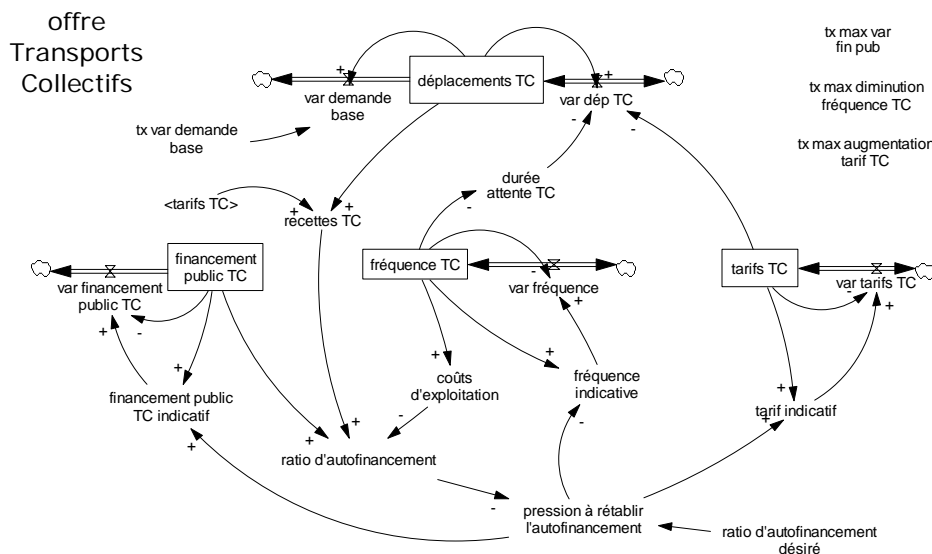 offre
Transports
Collectifs
tx max var
fin pub
tx max diminution
fréquence TC
tx max augmentation
tarif TC
+
déplacements TC
+
var demande
base
var dép TC
-
-
tx var demande
base
durée
attente TC
<tarifs TC>
+
+
recettes TC
-
financement
public TC
fréquence TC
tarifs TC
var financement
public TC
-
var fréquence
-
var tarifs TC
+
-
+
+
+
+
+
+
financement public
TC indicatif
coûts
d'exploitation
fréquence
indicative
+
tarif indicatif
+
-
+
+
-
+
ratio d'autofinancement
-
pression à rétablir
l'autofinancement
ratio d'autofinancement
désiré